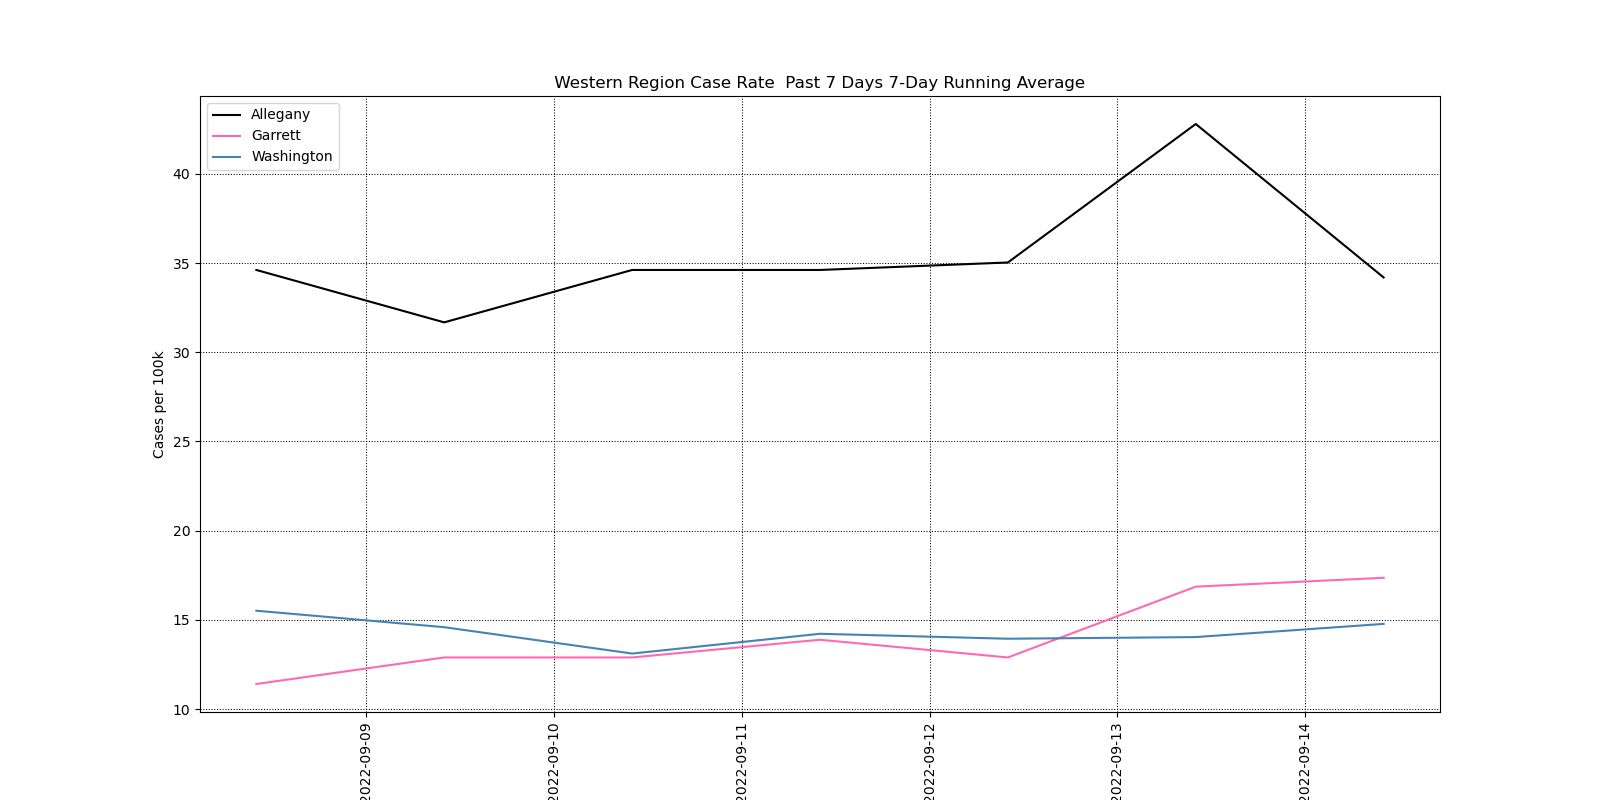 Western Region Case Rate  Past 7 Days 7-Day Running Average
Allegany
Garrett
Washington
Cases per 100k
40
35
30
25
20
15
10
2022-09-09
2022-09-10
2022-09-11
2022-09-12
2022-09-13
2022-09-14